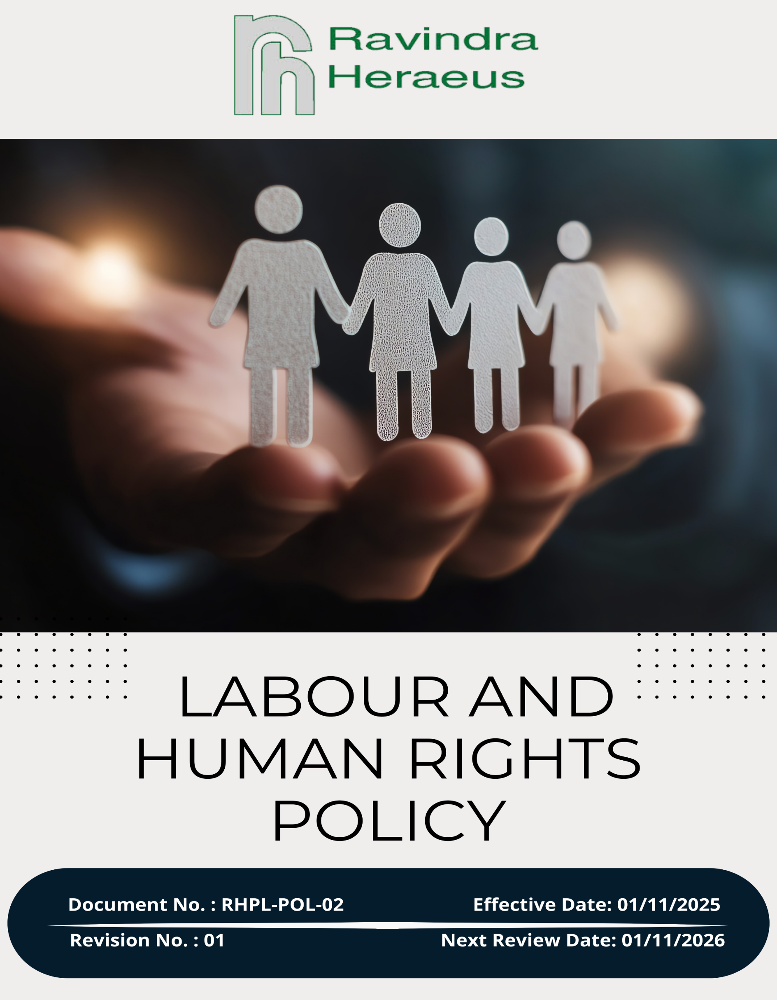 Ravindra
Heraeus
LABOUR AND
HUMAN RIGHTS
POLICY
Document No. : RHPL-POL-02
Effective Date: 01/11/2025
Revision No. : 01
Next Review Date: 01/11/2026